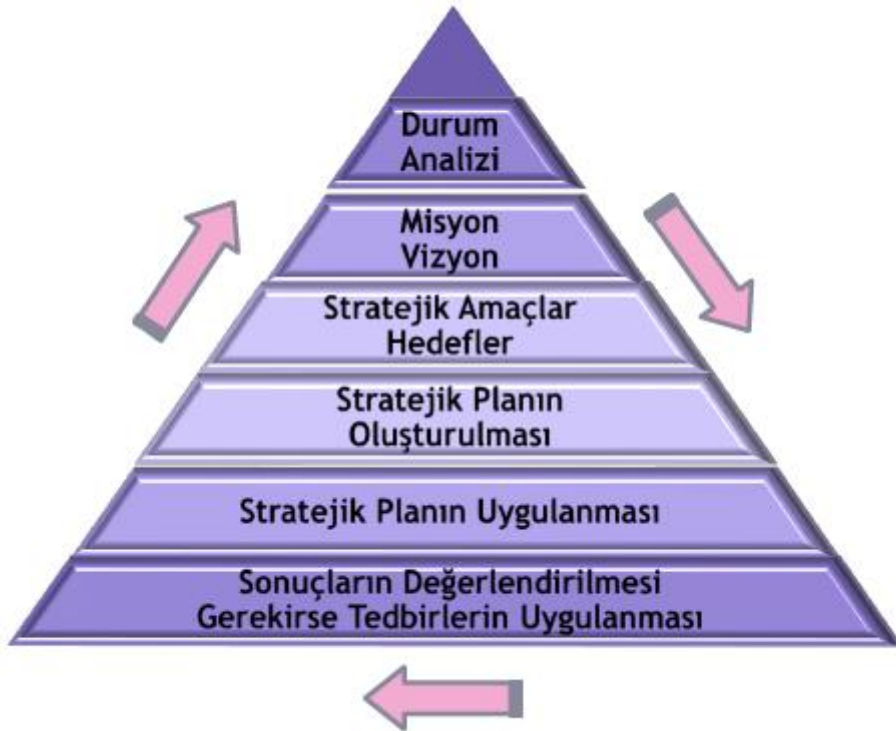 Durum
Analizi
Misyon
Vizyon
Stratejik Amaçlar
Hedefler
Stratejik Planın
Oluşturulması
Stratejik Planın Uygulanması
Sonuçların Değerlendirilmesi
Gerekirse Tedbirlerin Uygulanması